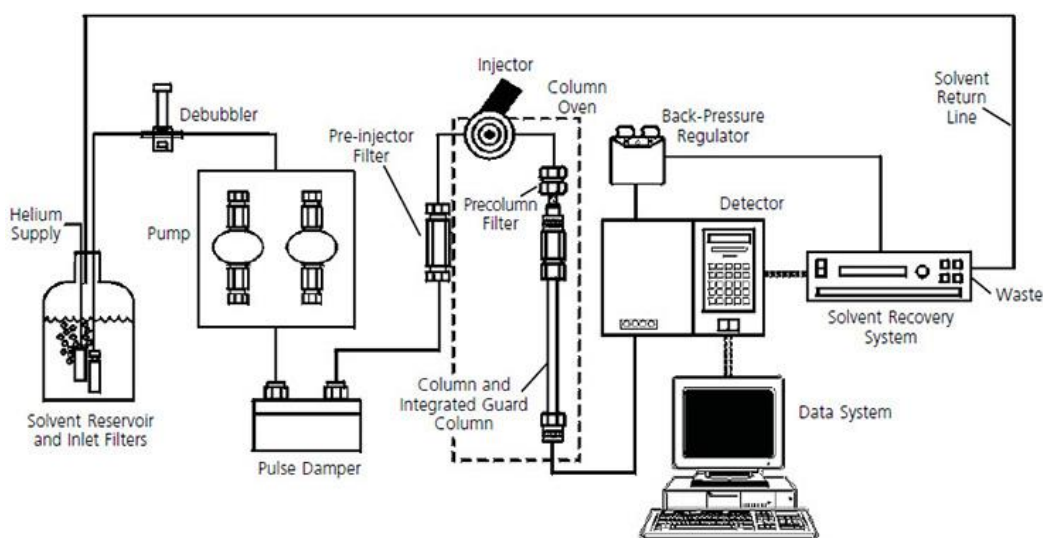 Injector
Column
Oven
Solvent
Return
Line
Debubbler
Back-Pressure
Regulator
Pre-injector
Filter
Precolumn
Filter
Detector
Helium
Supply
Pump
Waste
Solvent Recovery
System
Column and
Integrated Guard
Column
Data System
Solvent Reservoir
and Inlet Filters
Pulse Damper